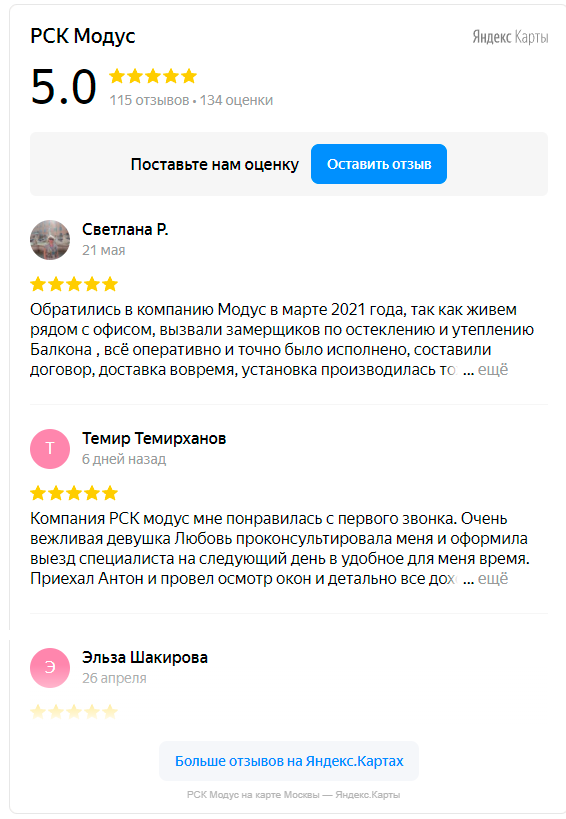 РСК Модус
Яндекс Карты
5.0
115 отзывов • 134 оценки
Поставьте нам оценку
Оставить отзыв
Светлана Р.
21 мая
Обратились в компанию Модус в марте 2021 года, так как живем
рядом с офисом, вызвали замерщиков по остеклению и утеплению
Балкона , всё оперативно и точно было исполнено, составили
договор, доставка вовремя, установка производилась то ... ещё
Т
Темир Темирханов
6 дней назад
Компания РСК модус мне понравилась с первого звонка. Очень
вежливая девушка Любовь проконсультировала меня и оформила
выезд специалиста на следующий день в удобное для меня время.
Приехал Антон и провел осмотр окон и детально все дох ... ещё
Э
Эльза Шакирова
26 апреля
Больше отзывов на Яндекс.Картах
РСК Модус на карте Москвы — Яндекс.Карты